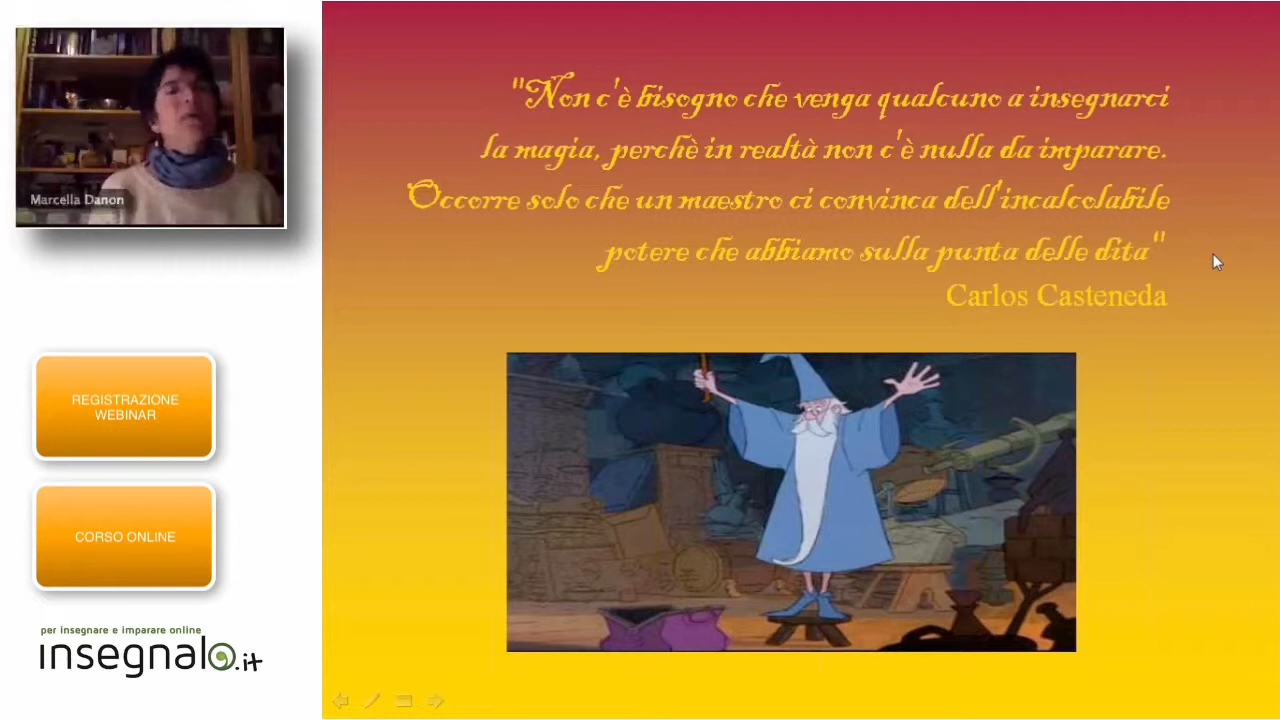 Marcella Danon
REGISTRAZIONE
WEBINAR
CORSO ONLINE
per insegnare e imparare online
insegnalo.it
"Non c'è bisogno che venga qualcuno a insegnarci
la magia, perchè in realtà non c'è nulla da imparare.
Occorre solo che un maestro ci convinca dell'incalcolabile
potere che abbiamo sulla punta delle dita"
Carlos Casteneda